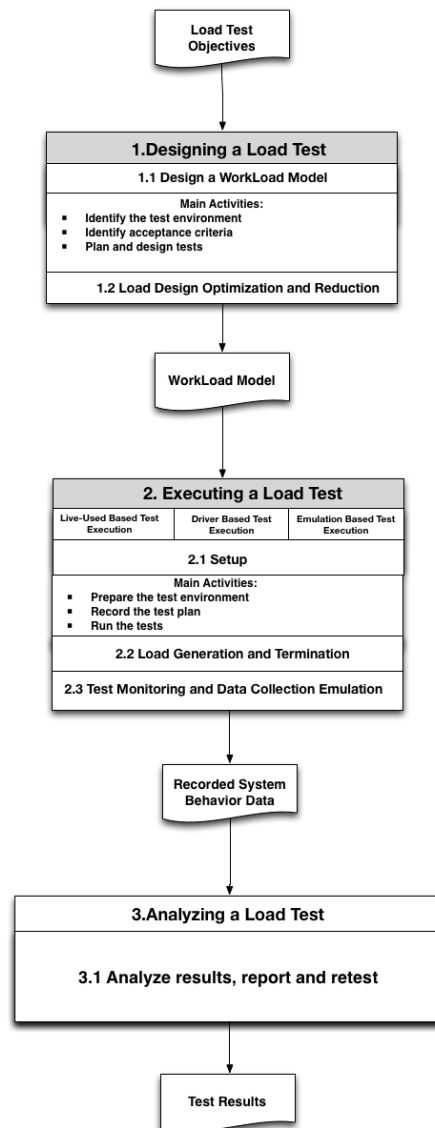 Load Test
Objectives
1.Designing a Load Test
1.1 Design a WorkLoad Model
Main Activities:
▪ Identify the test environment
▪ Identify acceptance criteria
▪ Plan and design tests
1.2 Load Design Optimization and Reduction
WorkLoad Model
2. Executing a Load Test
Live-Used Based Test
Execution
Driver Based Test
Execution
Emulation Based Test
Execution
2.1 Setup
Main Activities:
▪ Prepare the test environment
▪ Record the test plan
▪ Run the tests
2.2 Load Generation and Termination
2.3 Test Monitoring and Data Collection Emulation
Recorded System
Behavior Data
3.Analyzing a Load Test
3.1 Analyze results, report and retest
Test Results